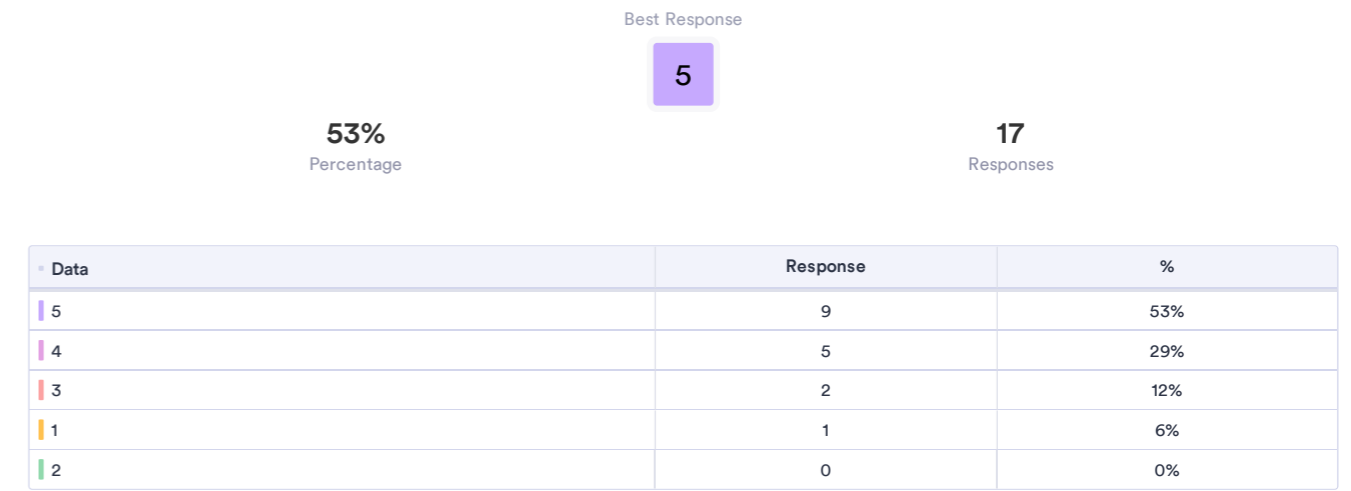 Best Response
5
53%
Percentage
17
Responses
Data Response %
5 9 53%
4 5 29%
3 2 12%
1 1 6%
2 0 0%